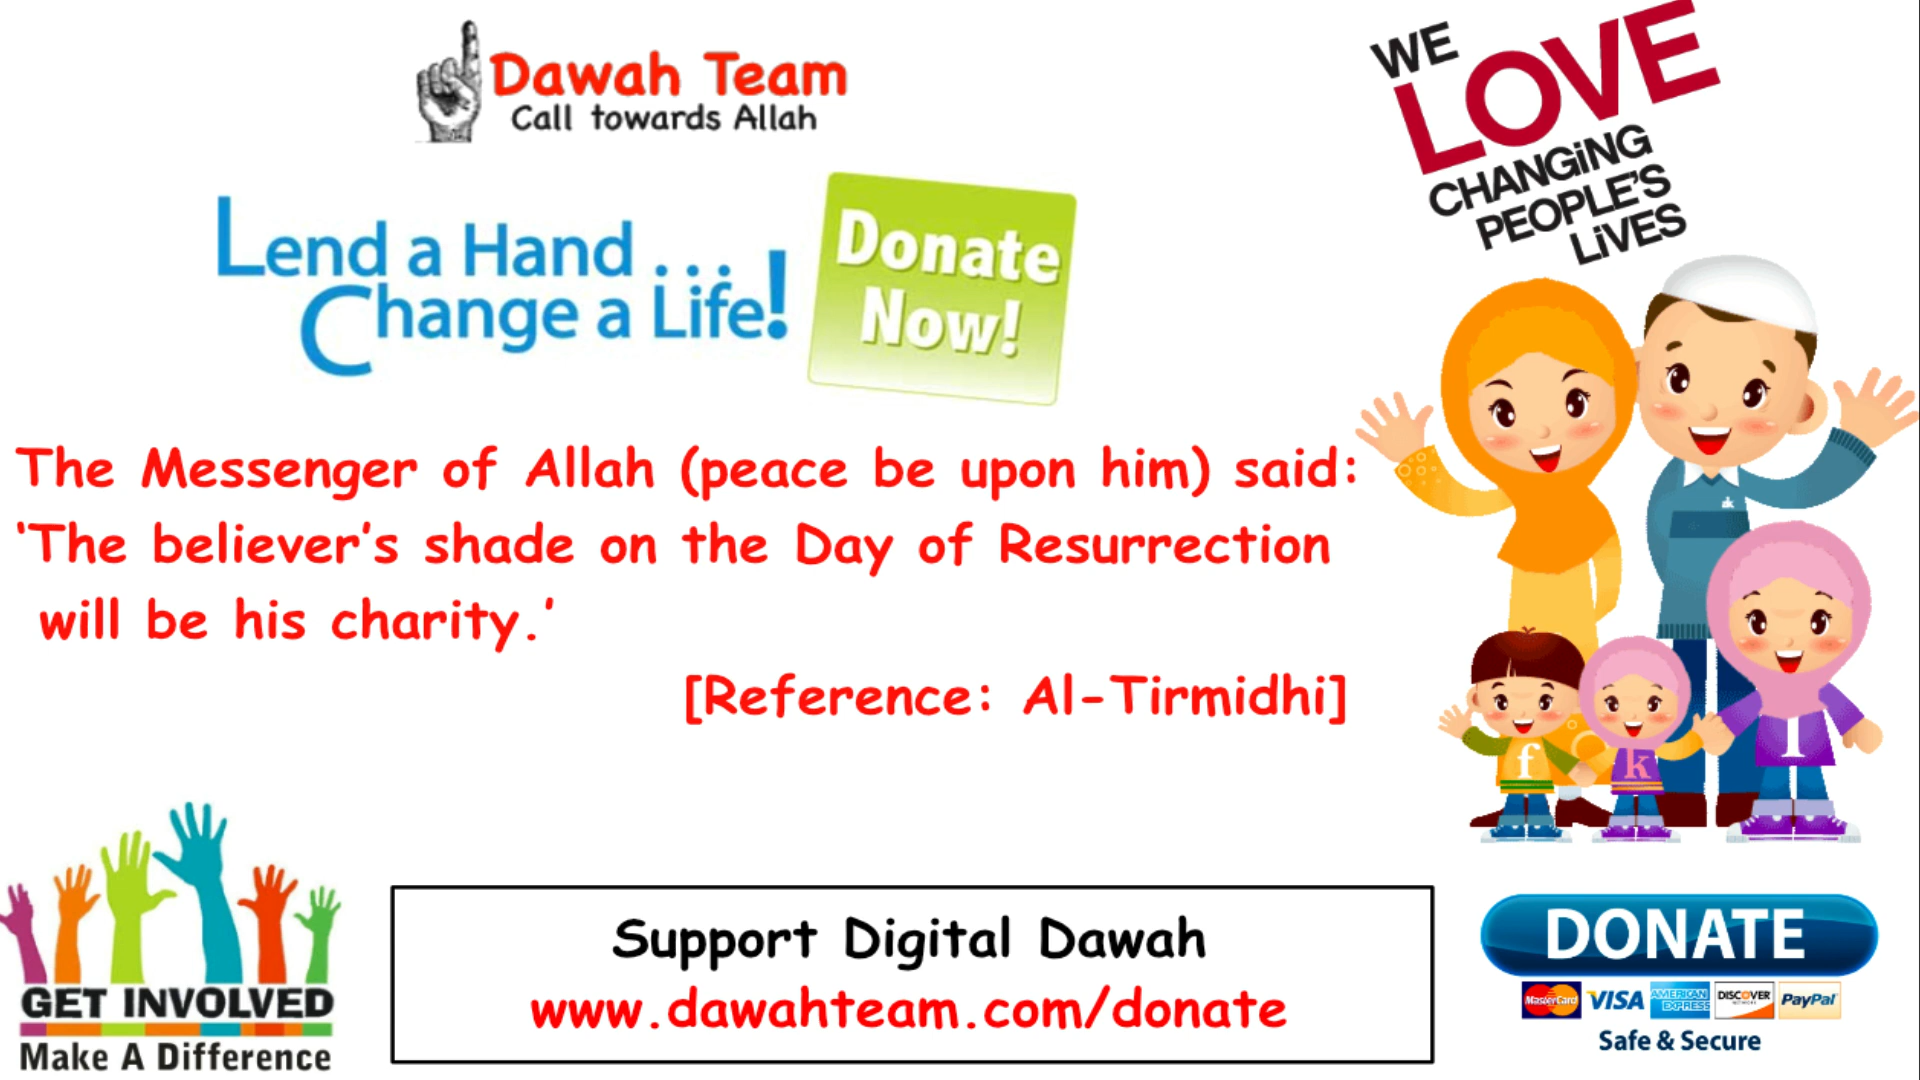 Dawah Team
Call towards Allah
WE
LOVE
CHANGiNG
PEOPLE'S
LiVES
Lend a Hand ...
Change a Life!
Donate
Now!
The Messenger of Allah (peace be upon him) said:
‘The believer’s shade on the Day of Resurrection
will be his charity.’
[Reference: Al-Tirmidhi]
f
k
l
GET INVOLVED
Make A Difference
Support Digital Dawah
www.dawahteam.com/donate
DONATE
MasterCard VISA AMERICAN EXPRESS DISCOVER PayPal
Safe & Secure